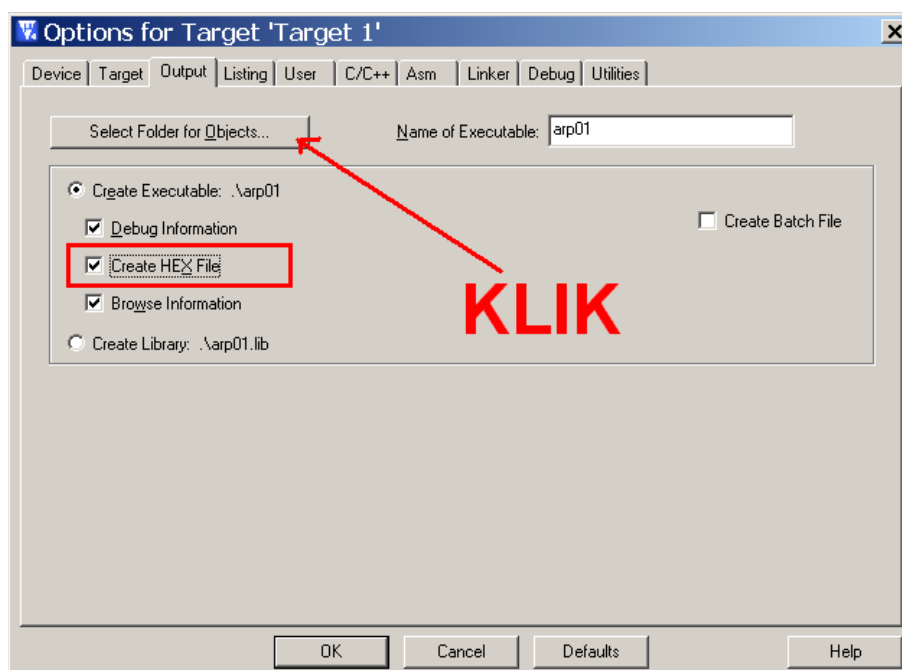 Options for Target 'Target 1'
Device Target Output Listing User C/C++ Asm Linker Debug Utilities
Select Folder for Objects... Name of Executable: arp01
Create Executable: .\arp01
Debug Information Create Batch File
Create HEX File
Browse Information
KLIK
Create Library: .\arp01.lib
OK Cancel Defaults Help